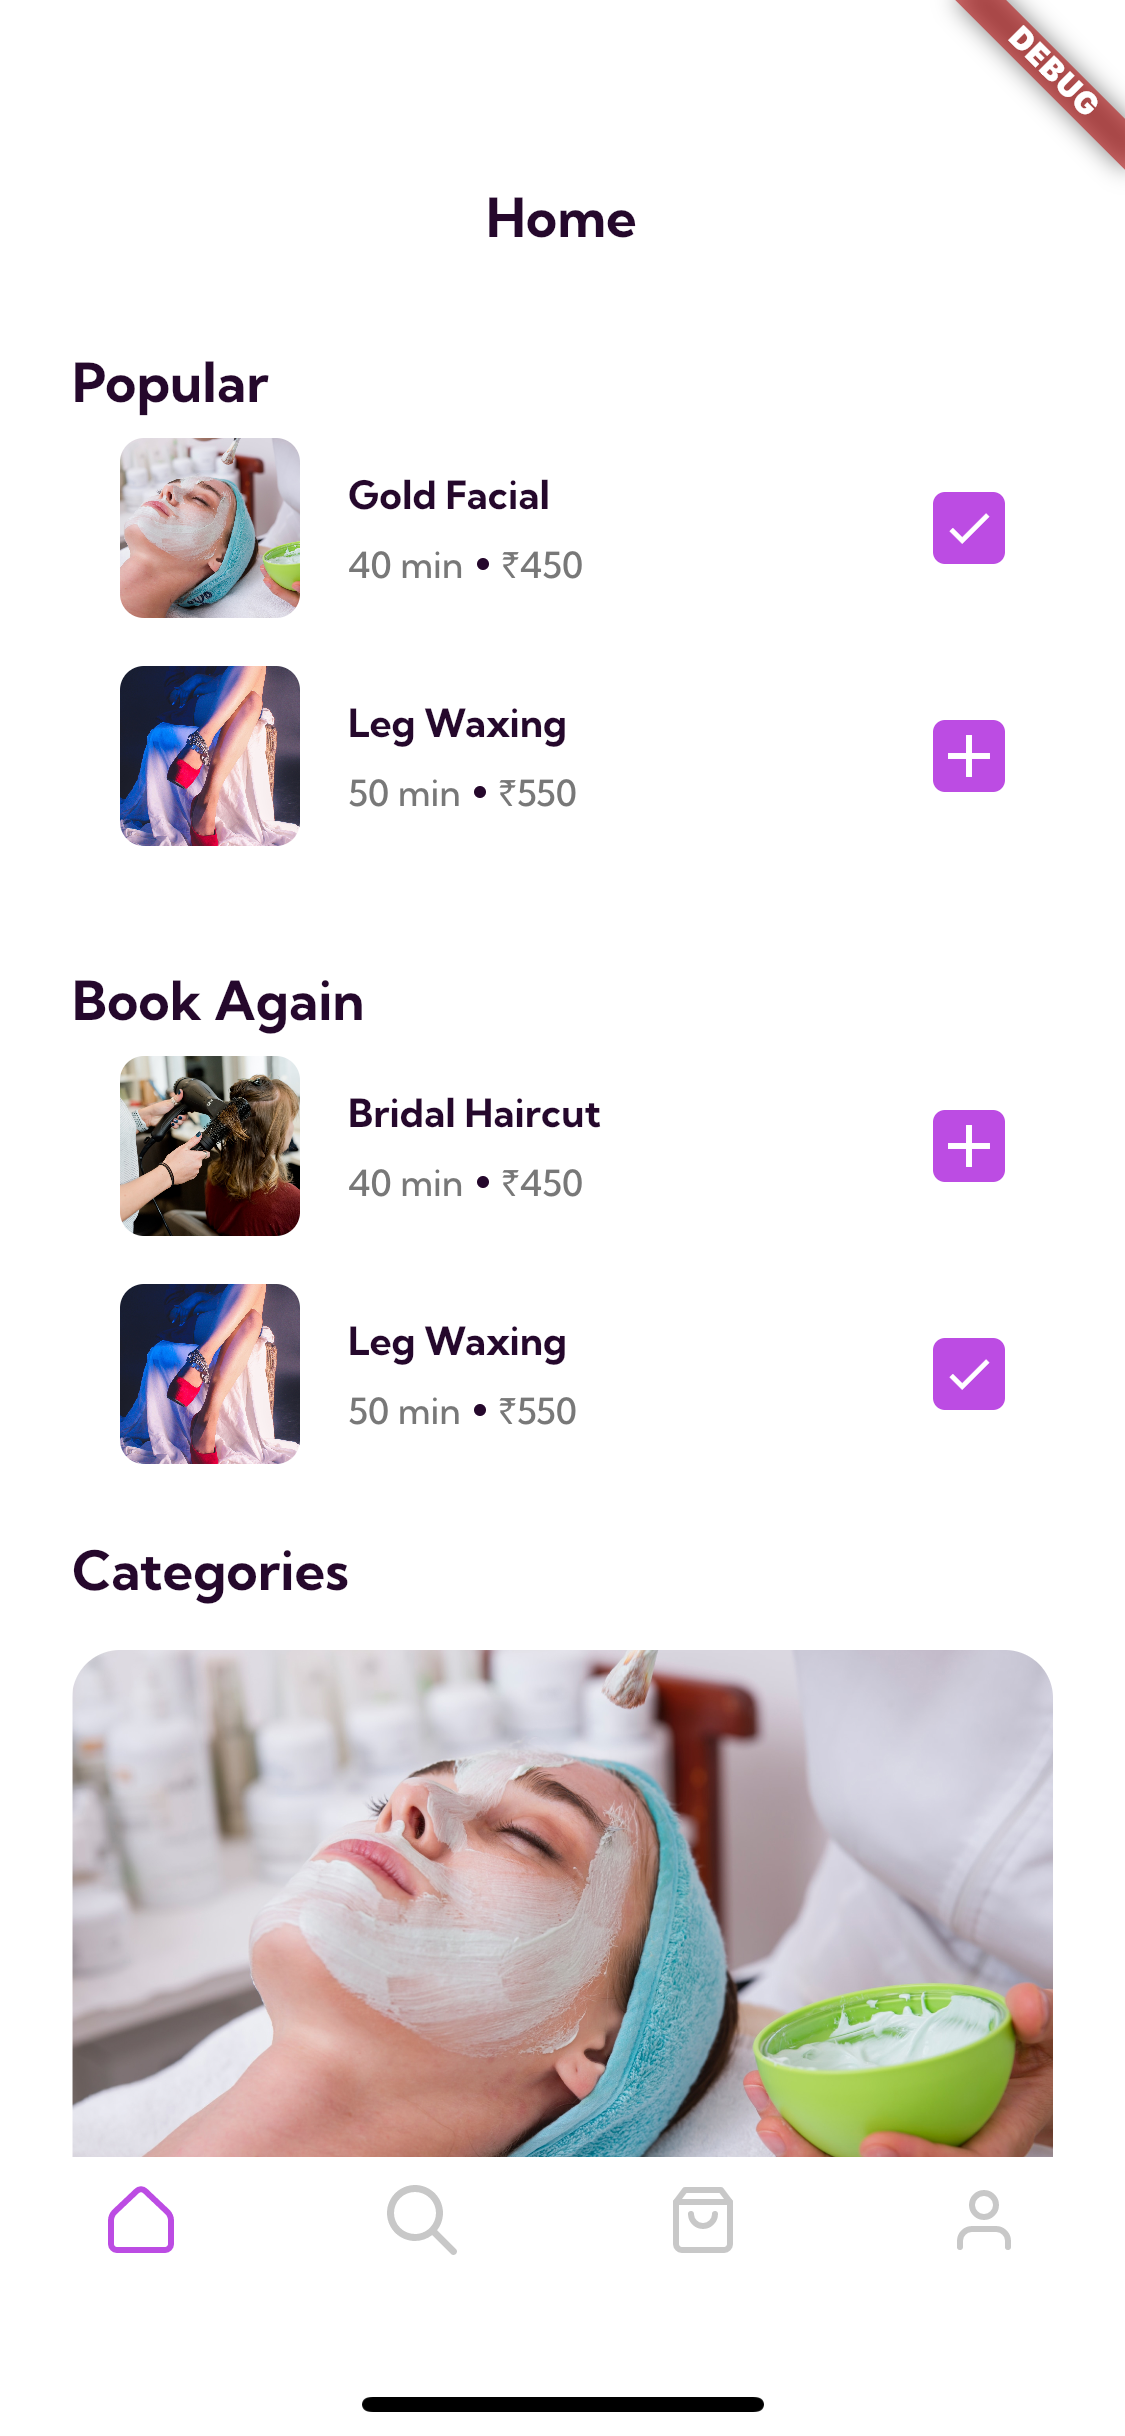 DEBUG
Home
Popular
Gold Facial
40 min • ₹450
Leg Waxing
50 min • ₹550
Book Again
Bridal Haircut
40 min • ₹450
Leg Waxing
50 min • ₹550
Categories